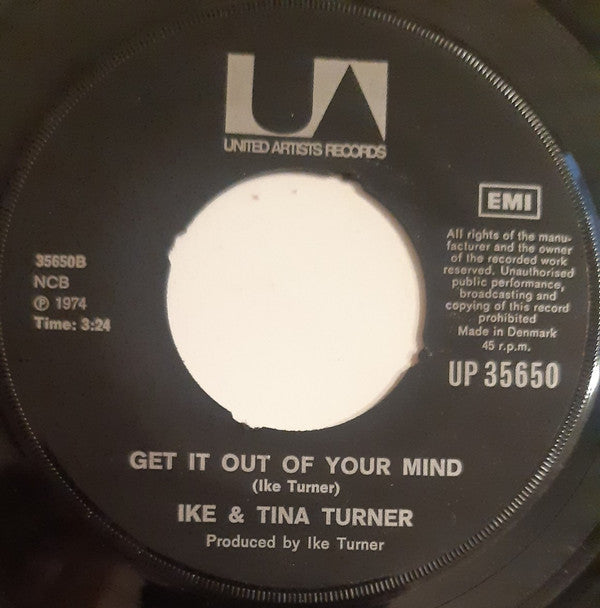 UA
UNITED ARTISTS RECORDS
EMI
All rights of the manu-
facturer and the owner
of the recorded work
reserved. Unauthorised
public performance,
broadcasting and
copying of this record
prohibited
Made in Denmark
45 r.p.m.
UP 35650
35650B
NCB
Ⓟ 1974
Time: 3:24
GET IT OUT OF YOUR MIND
(Ike Turner)
IKE & TINA TURNER
Produced by Ike Turner